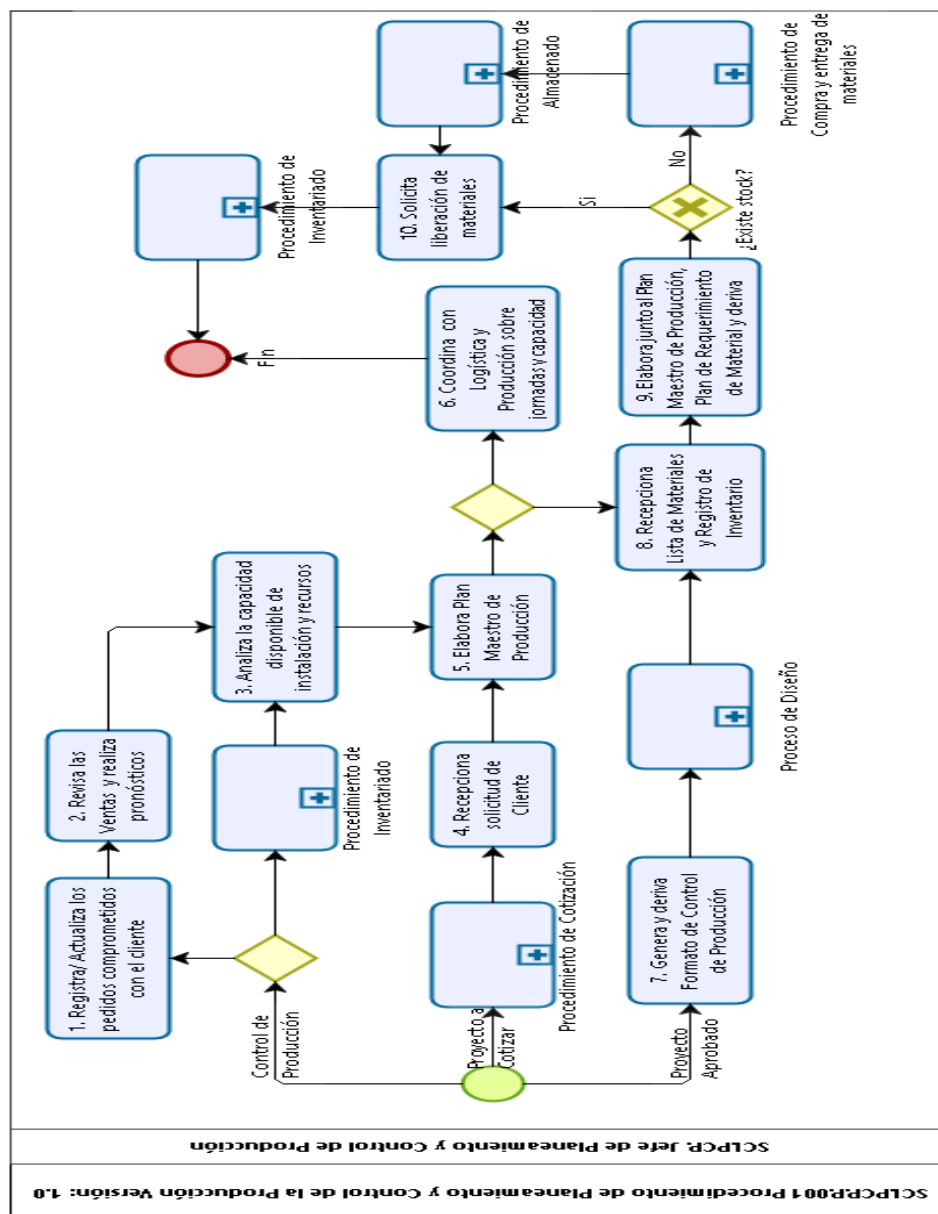 SCLPCP.P.001 Procedimiento de Planeamiento y Control de la Producción Versión: 1.0
SCLPCP. Jefe de Planeamiento y Control de Producción
Control de
Producción
1. Registra/ Actualiza los
pedidos comprometidos
con el cliente
2. Revisa las
Ventas y realiza
pronósticos
Procedimiento de
Inventariado
3. Analiza la capacidad
disponible de
instalación y recursos
Proyecto a
Cotizar
Procedimiento de Cotización
4. Recepciona
solicitud de
Cliente
5. Elabora Plan
Maestro de
Producción
6. Coordina con
Logística y
Producción sobre
jornadas y capacidad
Fin
Proyecto
Aprobado
7. Genera y deriva
Formato de Control
de Producción
Proceso de Diseño
8. Recepciona
Lista de Materiales
y Registro de
Inventario
9. Elabora junto al Plan
Maestro de Producción,
Plan de Requerimiento
de Material y deriva
¿Existe stock?
Si
No
10. Solicita
liberación de
materiales
Procedimiento de
Inventariado
Procedimiento de
Almacenado
Procedimiento de
Compra y entrega de
materiales